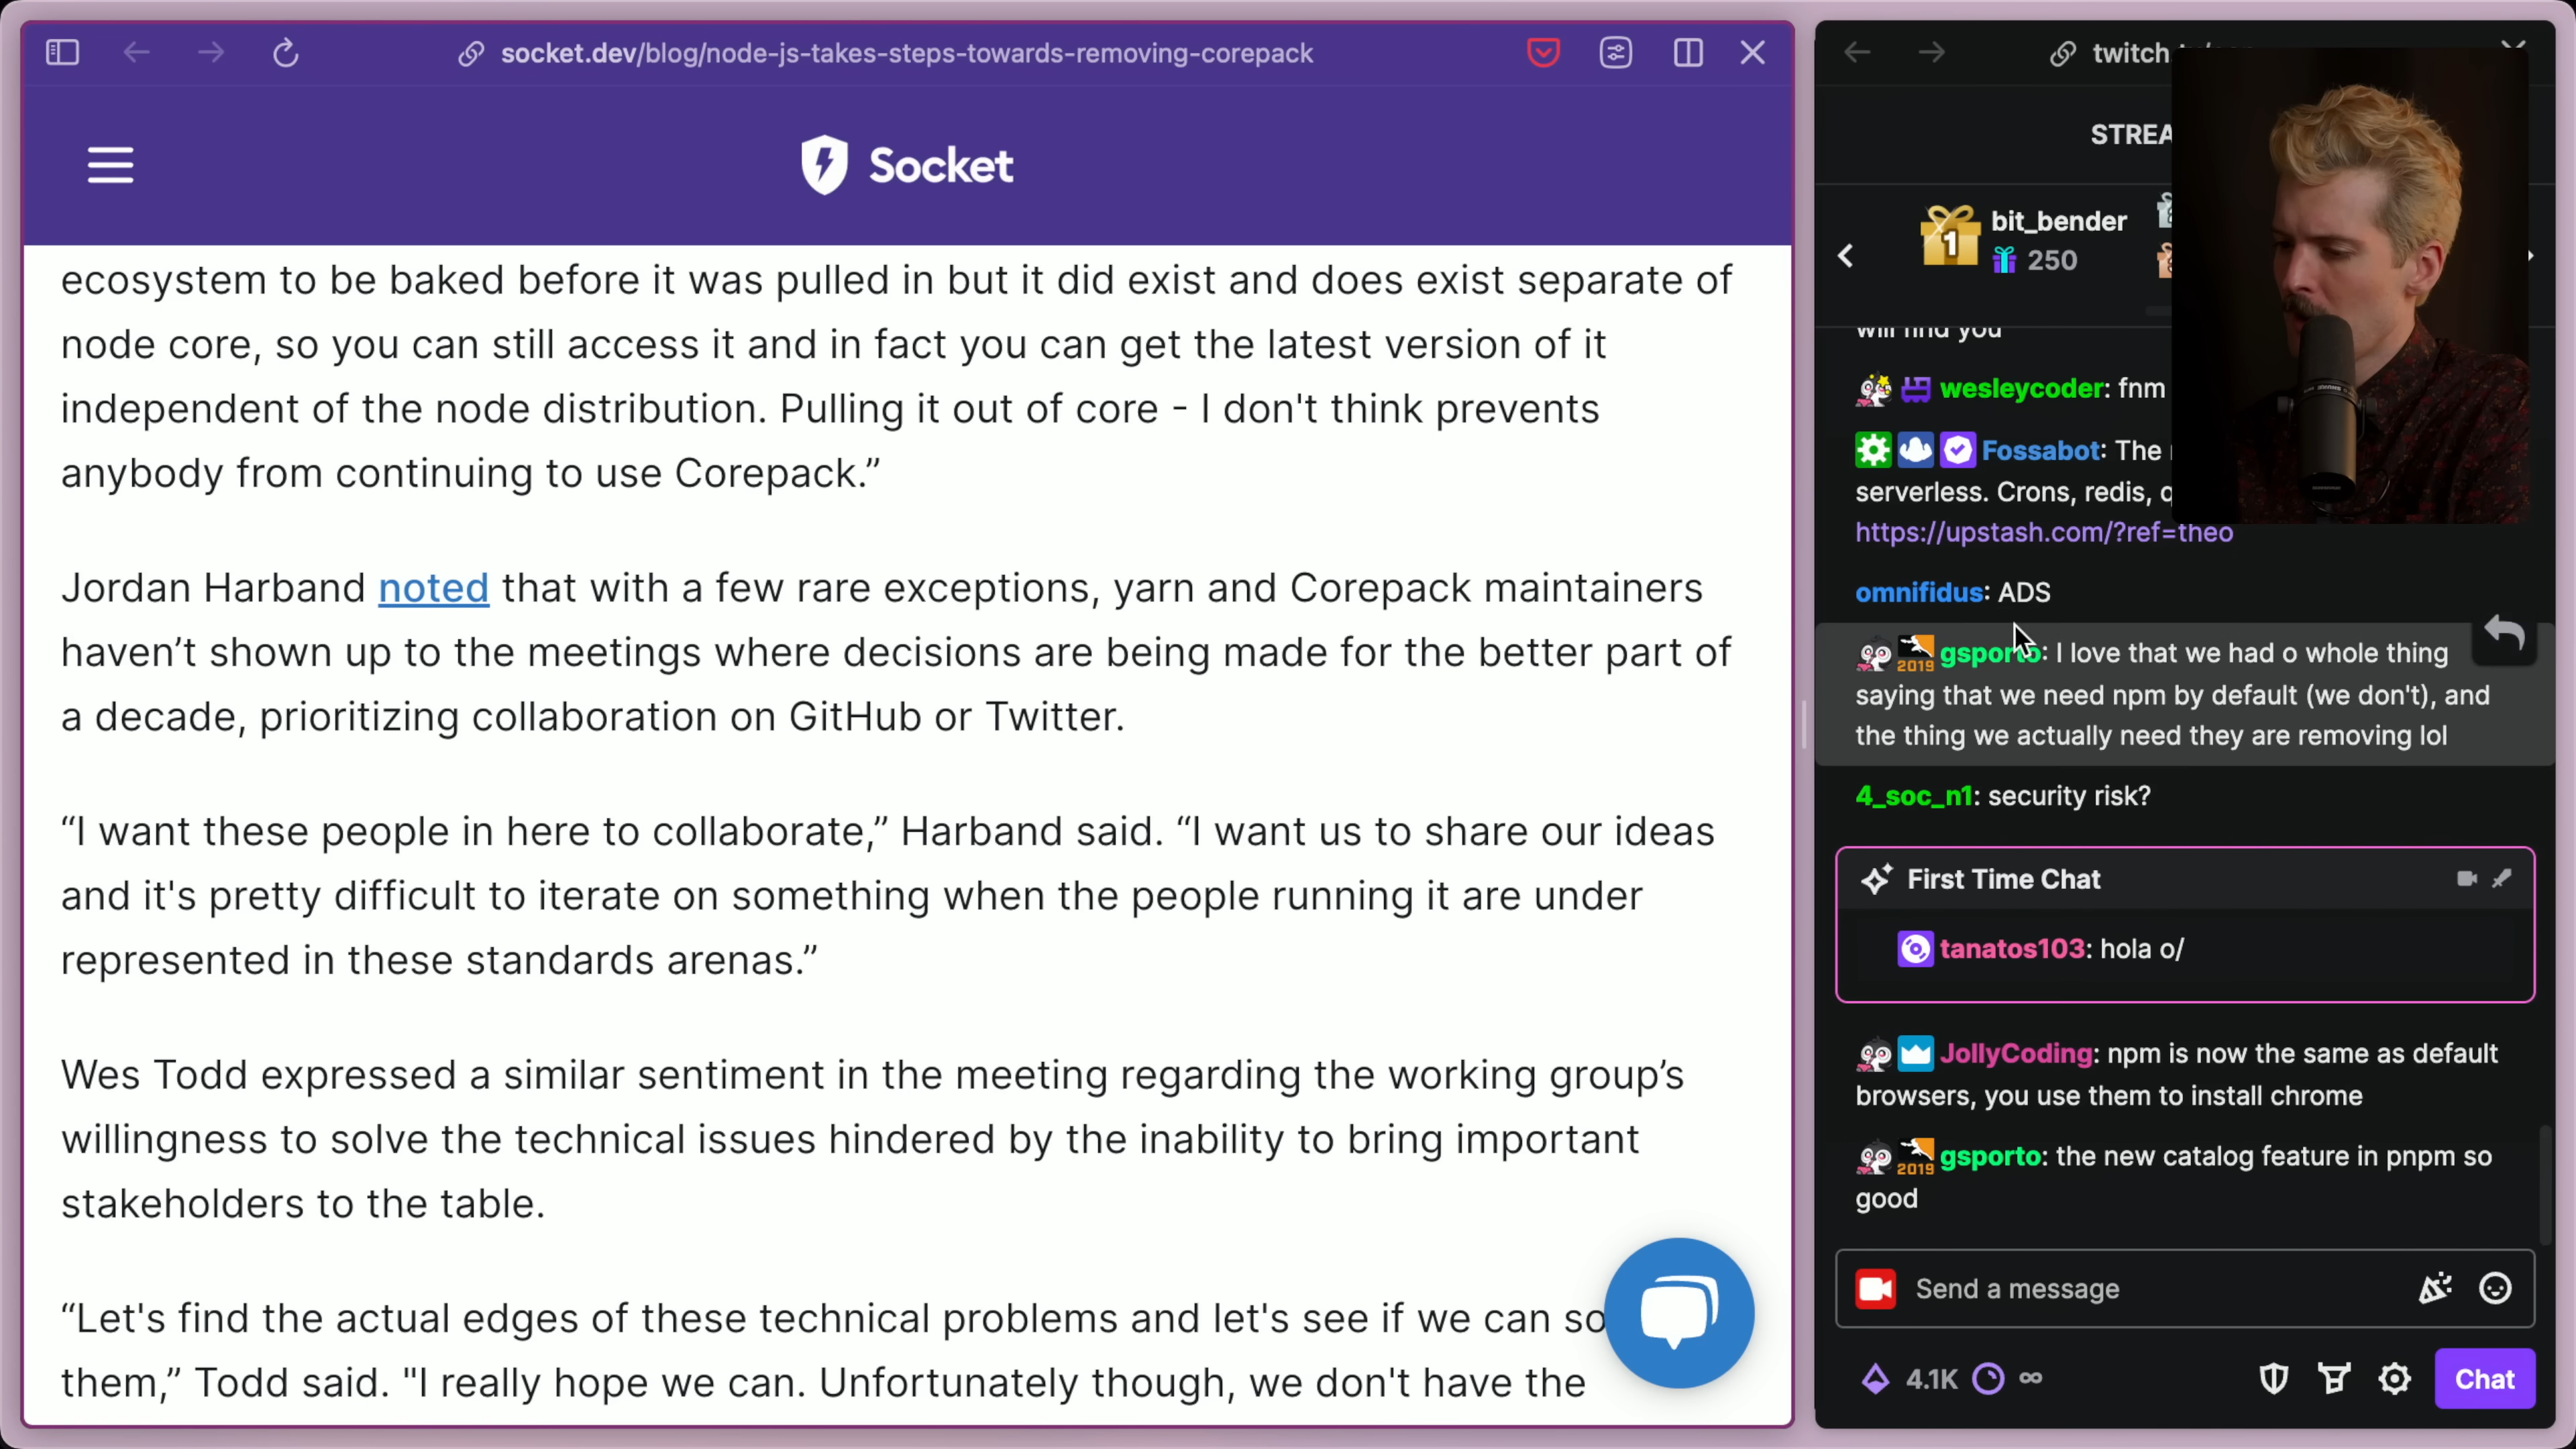 socket.dev/blog/node-js-takes-steps-towards-removing-corepack
Socket
ecosystem to be baked before it was pulled in but it did exist and does exist separate of
node core, so you can still access it and in fact you can get the latest version of it
independent of the node distribution. Pulling it out of core - I don't think prevents
anybody from continuing to use Corepack.”
Jordan Harband noted that with a few rare exceptions, yarn and Corepack maintainers
haven’t shown up to the meetings where decisions are being made for the better part of
a decade, prioritizing collaboration on GitHub or Twitter.
“I want these people in here to collaborate,” Harband said. “I want us to share our ideas
and it's pretty difficult to iterate on something when the people running it are under
represented in these standards arenas.”
Wes Todd expressed a similar sentiment in the meeting regarding the working group’s
willingness to solve the technical issues hindered by the inability to bring important
stakeholders to the table.
“Let's find the actual edges of these technical problems and let's see if we can so
them,” Todd said. "I really hope we can. Unfortunately though, we don't have the
twitch
STREA
1
bit_bender
250
will find you
wesleycoder: fnm
Fossabot: The
serverless. Crons, redis,
https://upstash.com/?ref=theo
omnifidus: ADS
2019 gsporto: I love that we had o whole thing
saying that we need npm by default (we don't), and
the thing we actually need they are removing lol
4_soc_n1: security risk?
First Time Chat
tanatos103: hola o/
JollyCoding: npm is now the same as default
browsers, you use them to install chrome
2019 gsporto: the new catalog feature in pnpm so
good
Send a message
4.1K ∞
Chat